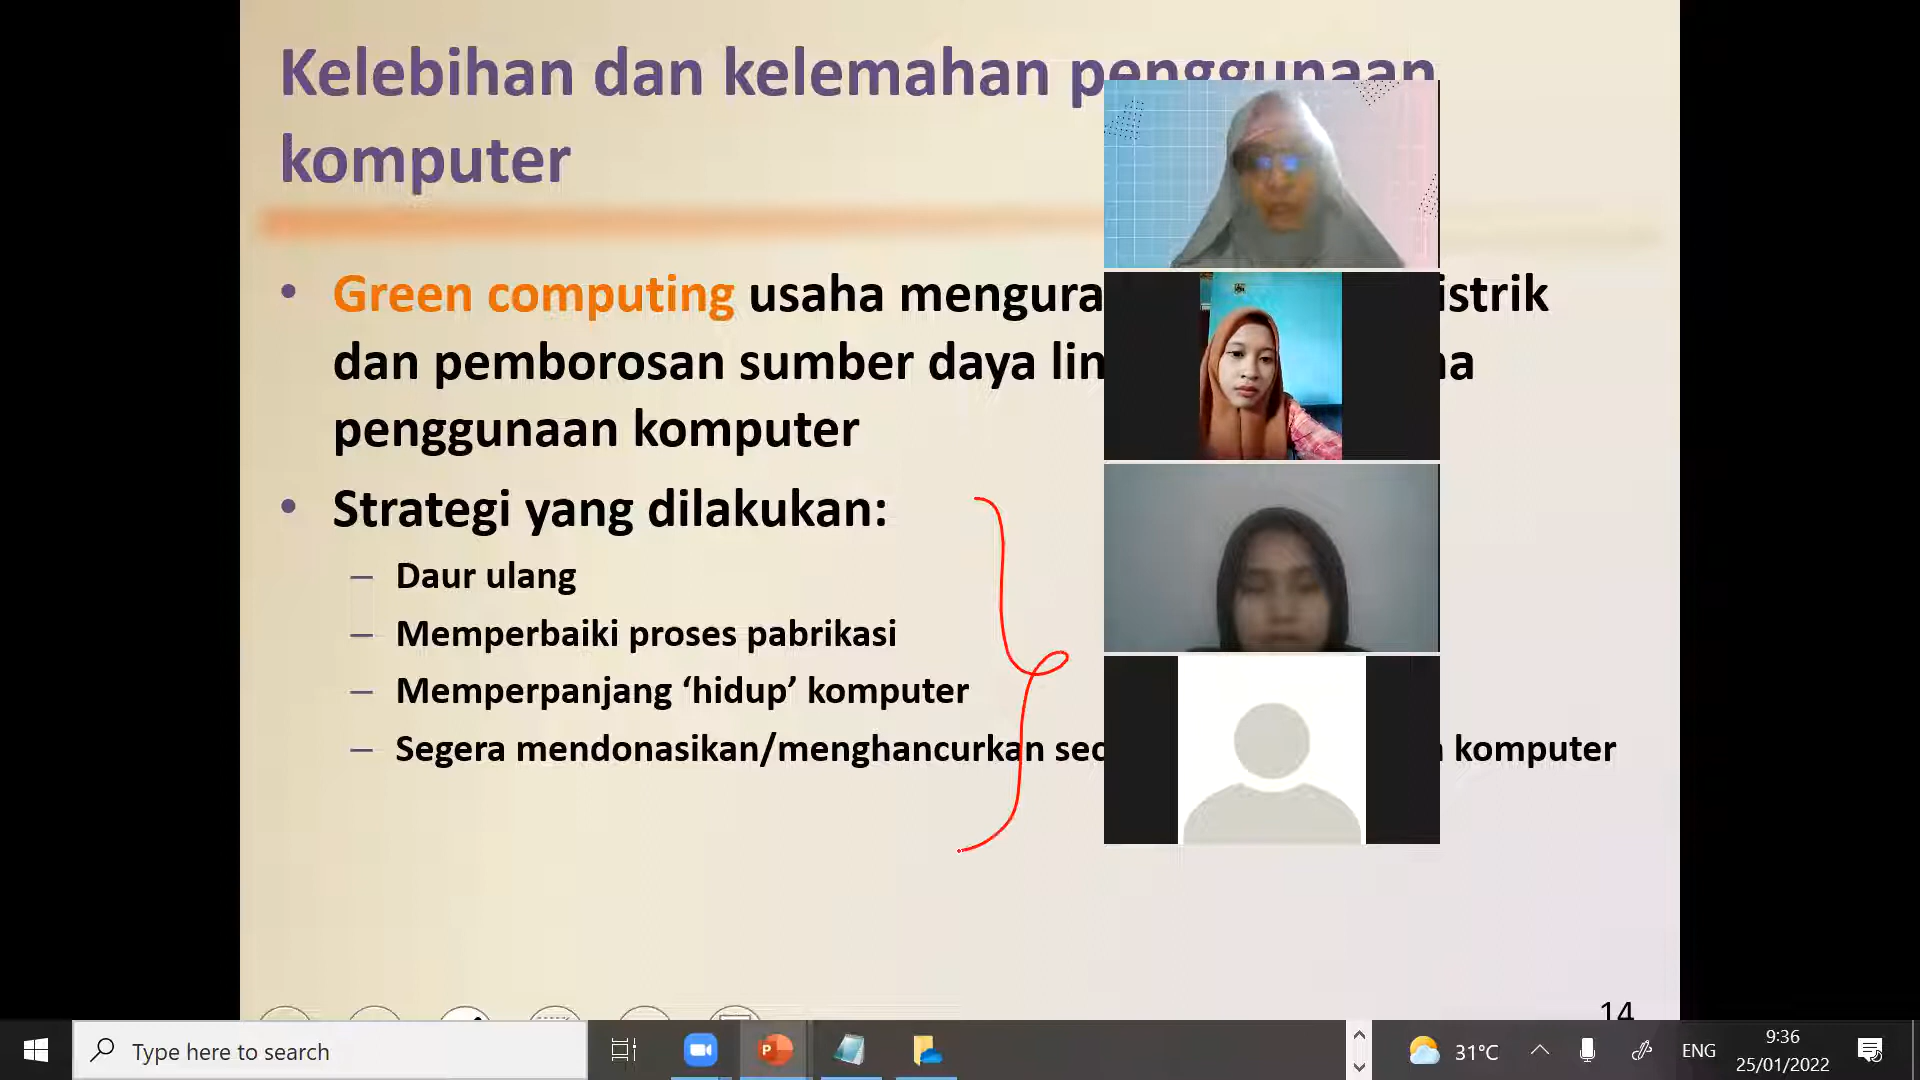 Kelebihan dan kelemahan penggunaan
komputer
• Green computing usaha mengura istrik
dan pemborosan sumber daya lin na
penggunaan komputer
• Strategi yang dilakukan:
– Daur ulang
– Memperbaiki proses pabrikasi
– Memperpanjang ‘hidup’ komputer
– Segera mendonasikan/menghancurkan sec komputer
14
Type here to search
31°C
ENG
9:36
25/01/2022